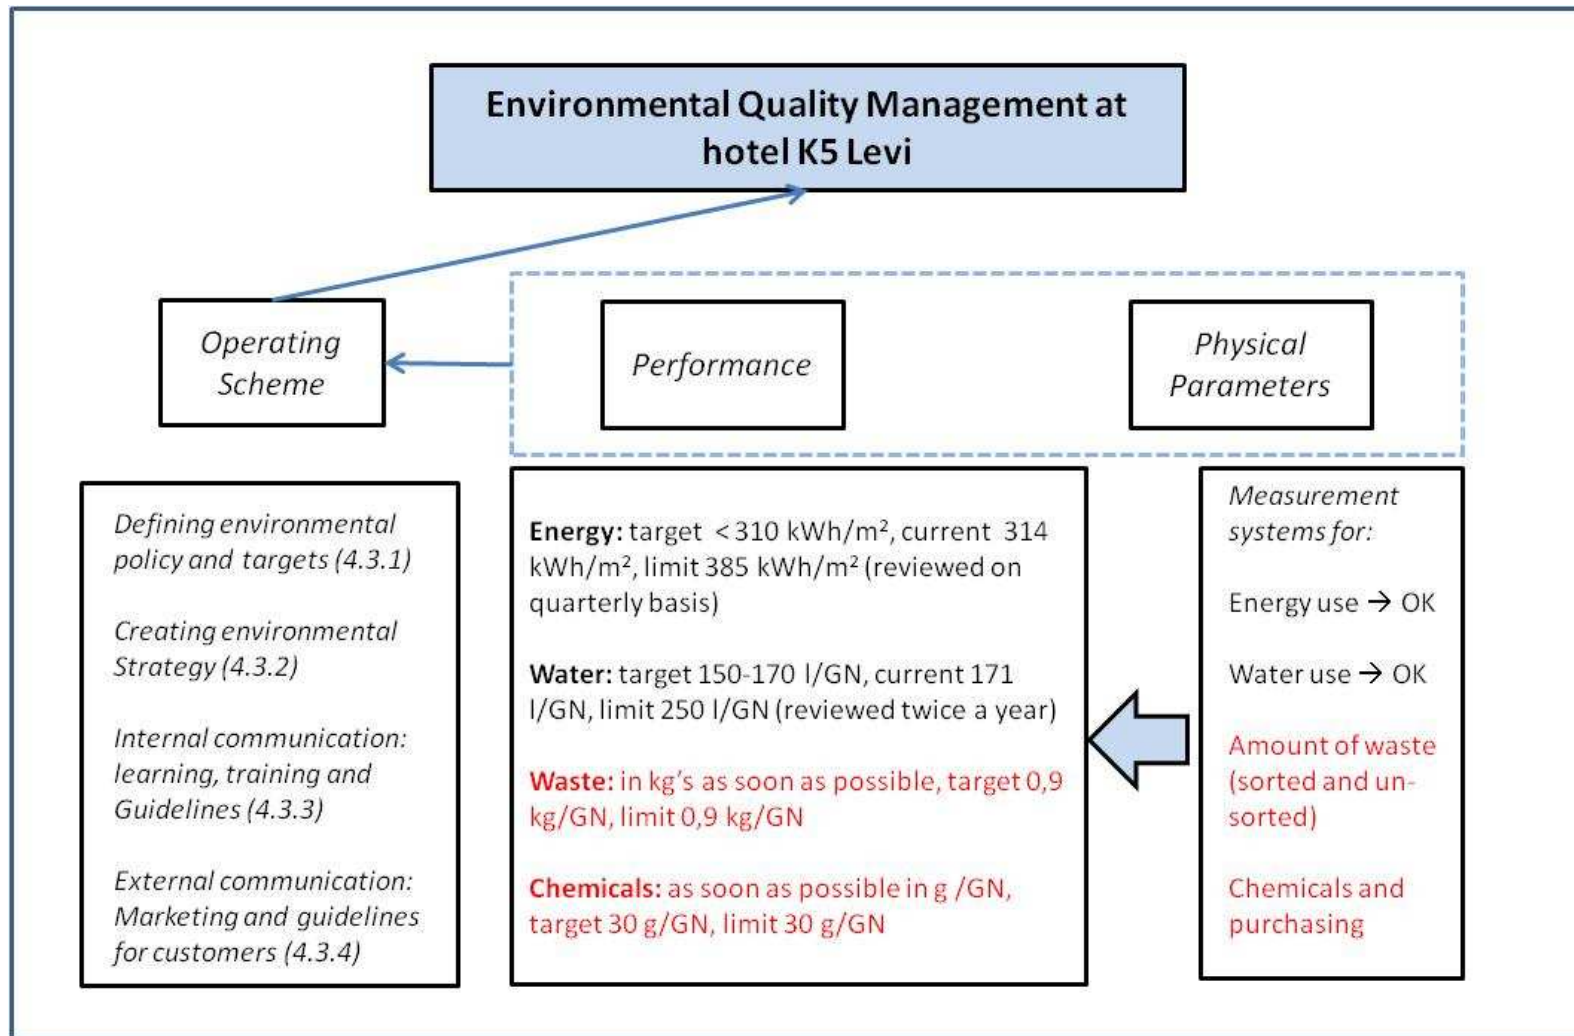 Environmental Quality Management at
hotel K5 Levi
Operating
Scheme
Performance
Physical
Parameters
Defining environmental
policy and targets (4.3.1)
Creating environmental
Strategy (4.3.2)
Internal communication:
learning, training and
Guidelines (4.3.3)
External communication:
Marketing and guidelines
for customers (4.3.4)
Energy: target <310 kWh/m², current 314
kWh/m², limit 385 kWh/m² (reviewed on
quarterly basis)
Water: target 150-170 l/GN, current 171
l/GN, limit 250 l/GN (reviewed twice a year)
Waste: in kg's as soon as possible, target 0,9
kg/GN, limit 0,9 kg/GN
Chemicals: as soon as possible in g /GN,
target 30 g/GN, limit 30 g/GN
Measurement
systems for:
Energy use → OK
Water use → OK
Amount of waste
(sorted and un-
sorted)
Chemicals and
purchasing